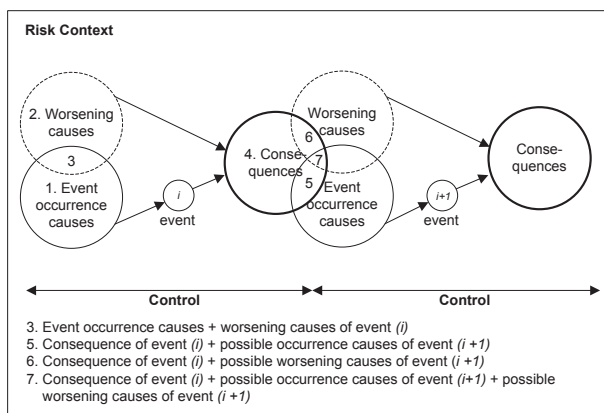 Risk Context
2. Worsening
causes
3
1. Event
occurrence
causes
i
event
4. Conse-
quences
Worsening
causes
6
7
5
Event
occurrence
causes
i+1
event
Conse-
quences
Control
Control
3. Event occurrence causes + worsening causes of event (i)
5. Consequence of event (i) + possible occurrence causes of event (i +1)
6. Consequence of event (i) + possible worsening causes of event (i +1)
7. Consequence of event (i) + possible occurrence causes of event (i+1) + possible
worsening causes of event (i +1)